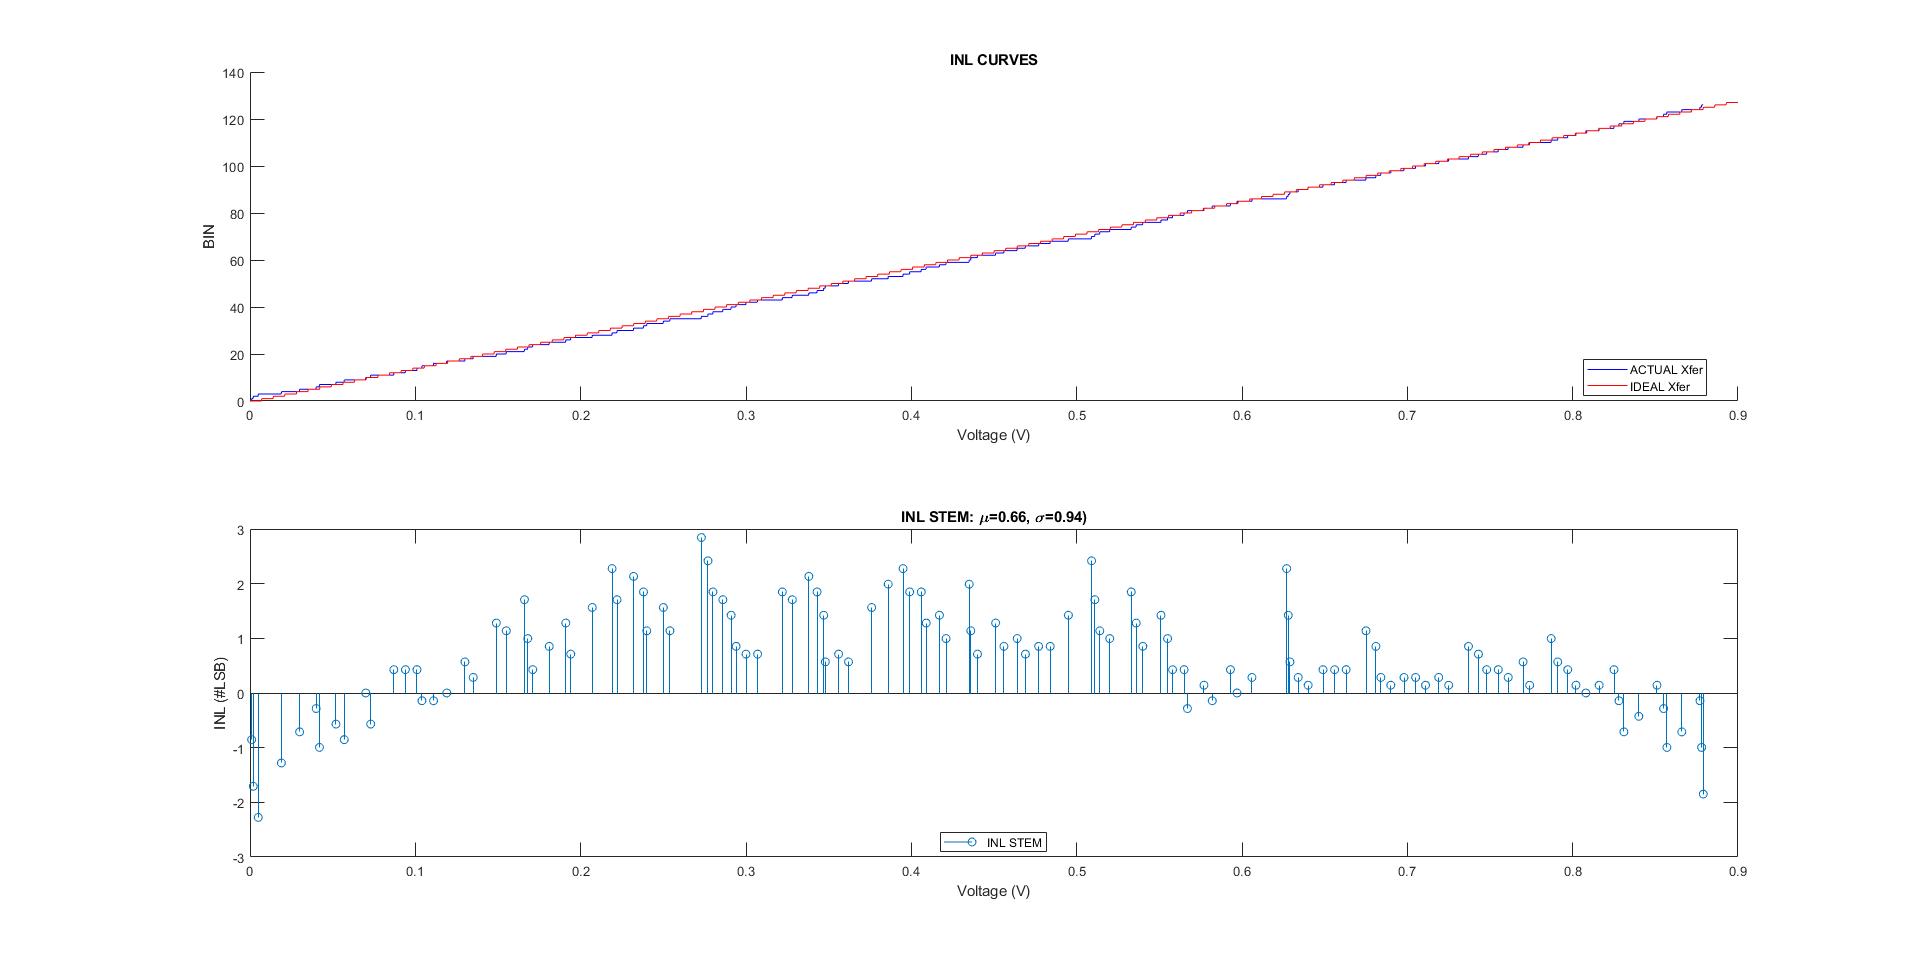 INL CURVES
140
120
100
80
60
40
20
0
BIN
0 0.1 0.2 0.3 0.4 0.5 0.6 0.7 0.8 0.9
Voltage (V)
ACTUAL Xfer
IDEAL Xfer
INL STEM: μ=0.66, σ=0.94)
3
2
1
0
-1
-2
-3
INL (#LSB)
INL STEM
0 0.1 0.2 0.3 0.4 0.5 0.6 0.7 0.8 0.9
Voltage (V)